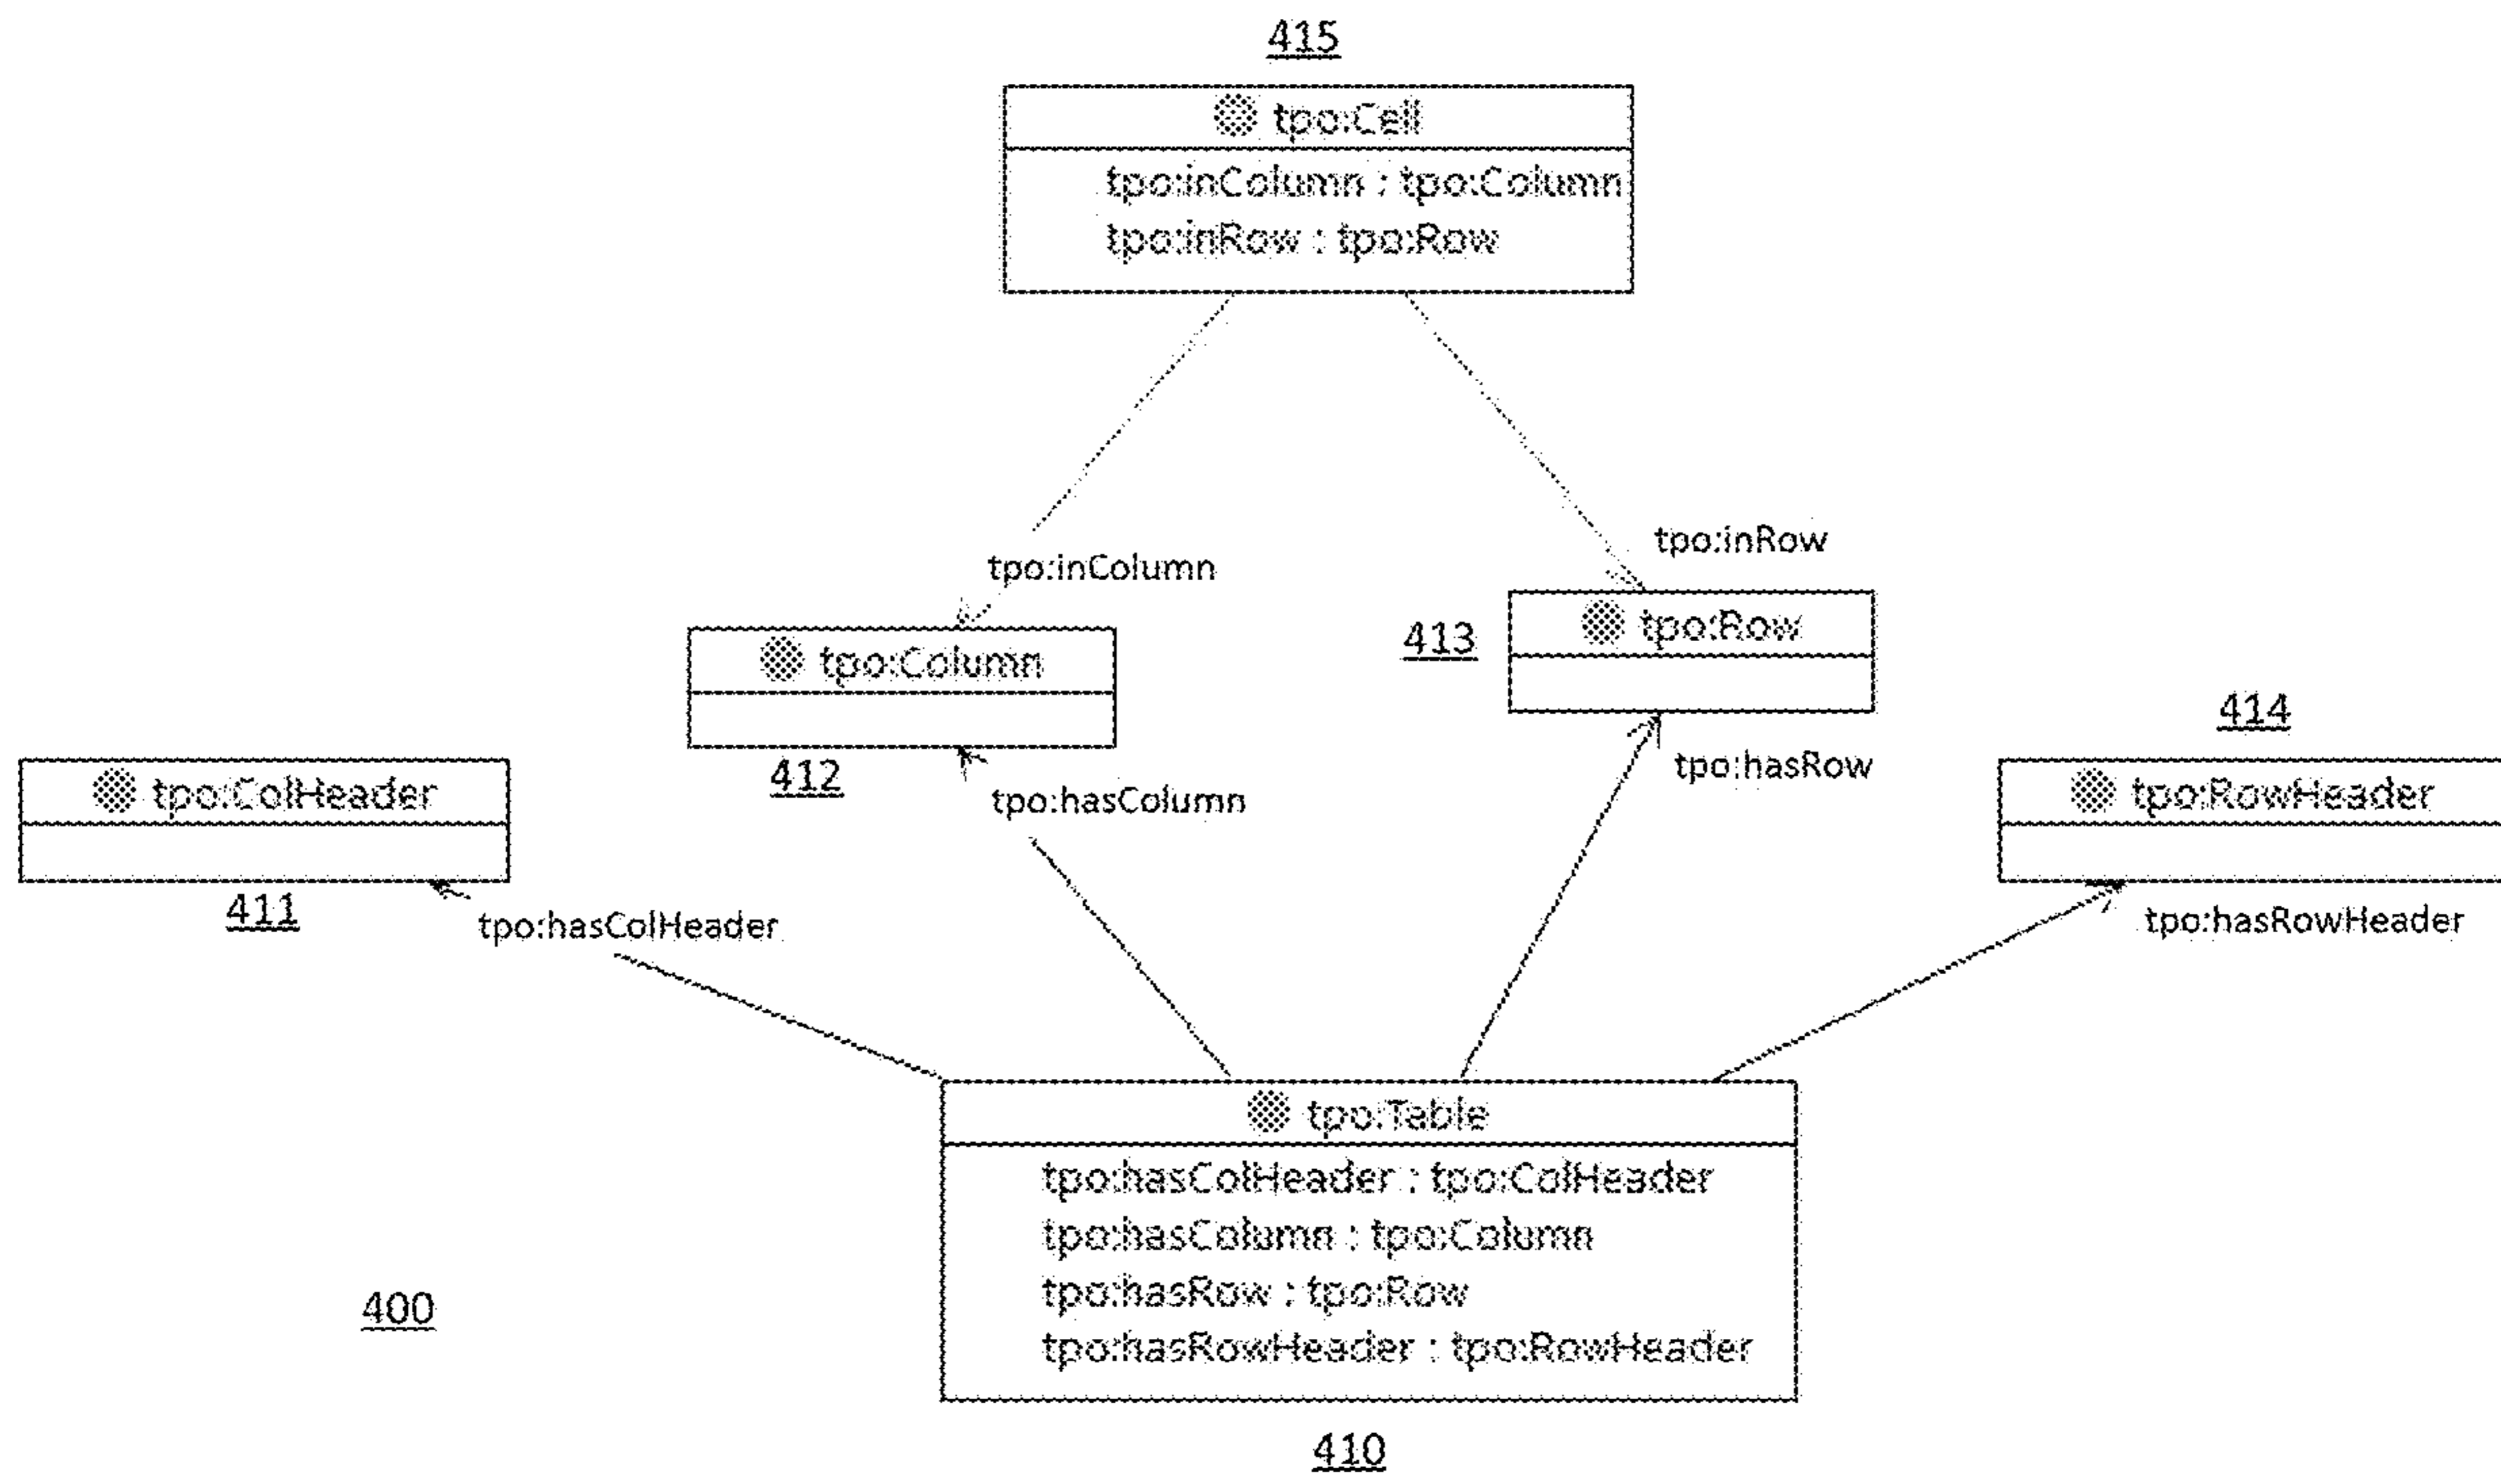 415
tpo:Cell
tpo:inColumn : tpo:Column
tpo:inRow : tpo:Row
tpo:inRow
tpo:inColumn
tpo:Row
413
tpo:Column
414
tpo:hasRow
412
tpo:ColHeader
tpo:RowHeader
tpo:hasColumn
411
tpo:hasColHeader
tpo:hasRowHeader
tpo:Table
tpo:hasColHeader : tpo:ColHeader
tpo:hasColumn : tpo:Column
tpo:hasRow : tpo:Row
tpo:hasRowHeader : tpo:RowHeader
400
410